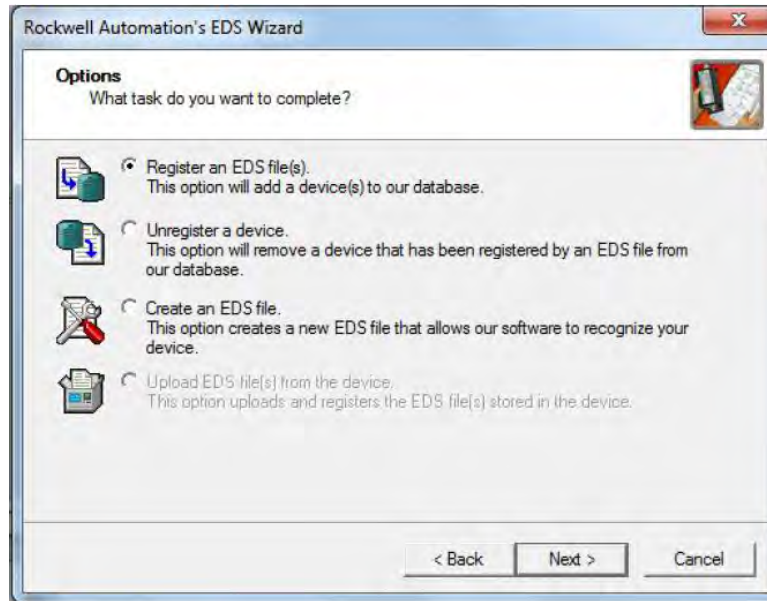 Rockwell Automation's EDS Wizard
Options
What task do you want to complete?
Register an EDS file(s).
This option will add a device(s) to our database.
Unregister a device.
This option will remove a device that has been registered by an EDS file from
our database.
Create an EDS file.
This option creates a new EDS file that allows our software to recognize your
device.
Upload EDS file(s) from the device.
This option uploads and registers the EDS file(s) stored in the device.
< Back
Next >
Cancel